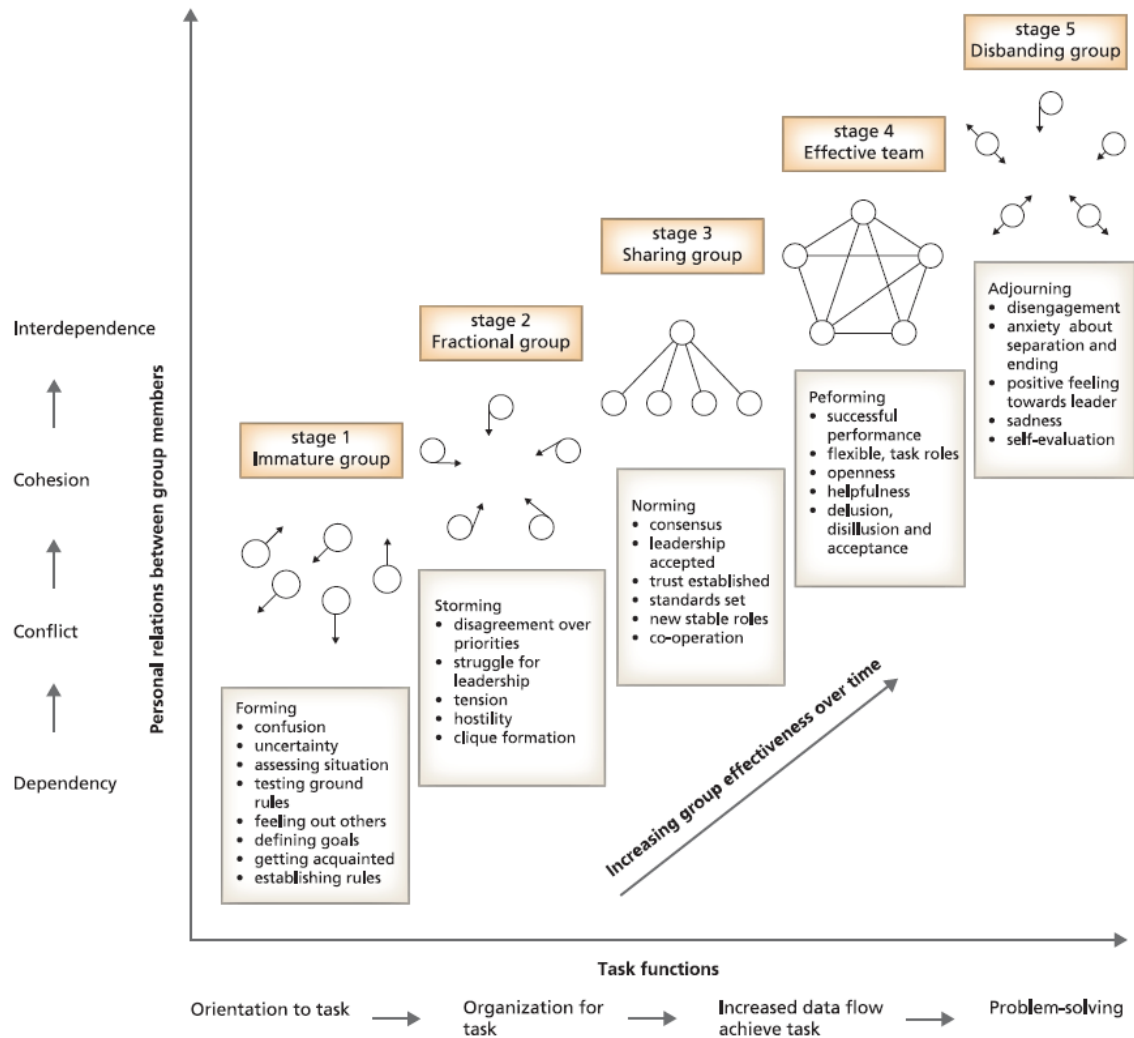 stage 5
Disbanding group
stage 4
Effective team
stage 3
Sharing group
stage 2
Fractional group
stage 1
Immature group
Adjourning
• disengagement
• anxiety about
separation and
ending
• positive feeling
towards leader
• sadness
• self-evaluation
Peforming
• successful
performance
• flexible, task roles
• openness
• helpfulness
• delusion,
disillusion and
acceptance
Norming
• consensus
• leadership
accepted
• trust established
• standards set
• new stable roles
• co-operation
Storming
• disagreement over
priorities
• struggle for
leadership
• tension
• hostility
• clique formation
Forming
• confusion
• uncertainty
• assessing situation
• testing ground
rules
• feeling out others
• defining goals
• getting acquainted
• establishing rules
Interdependence
Cohesion
Conflict
Dependency
Personal relations between group members
Increasing group effectiveness over time
Task functions
Orientation to task
Organization for
task
Increased data flow
achieve task
Problem-solving